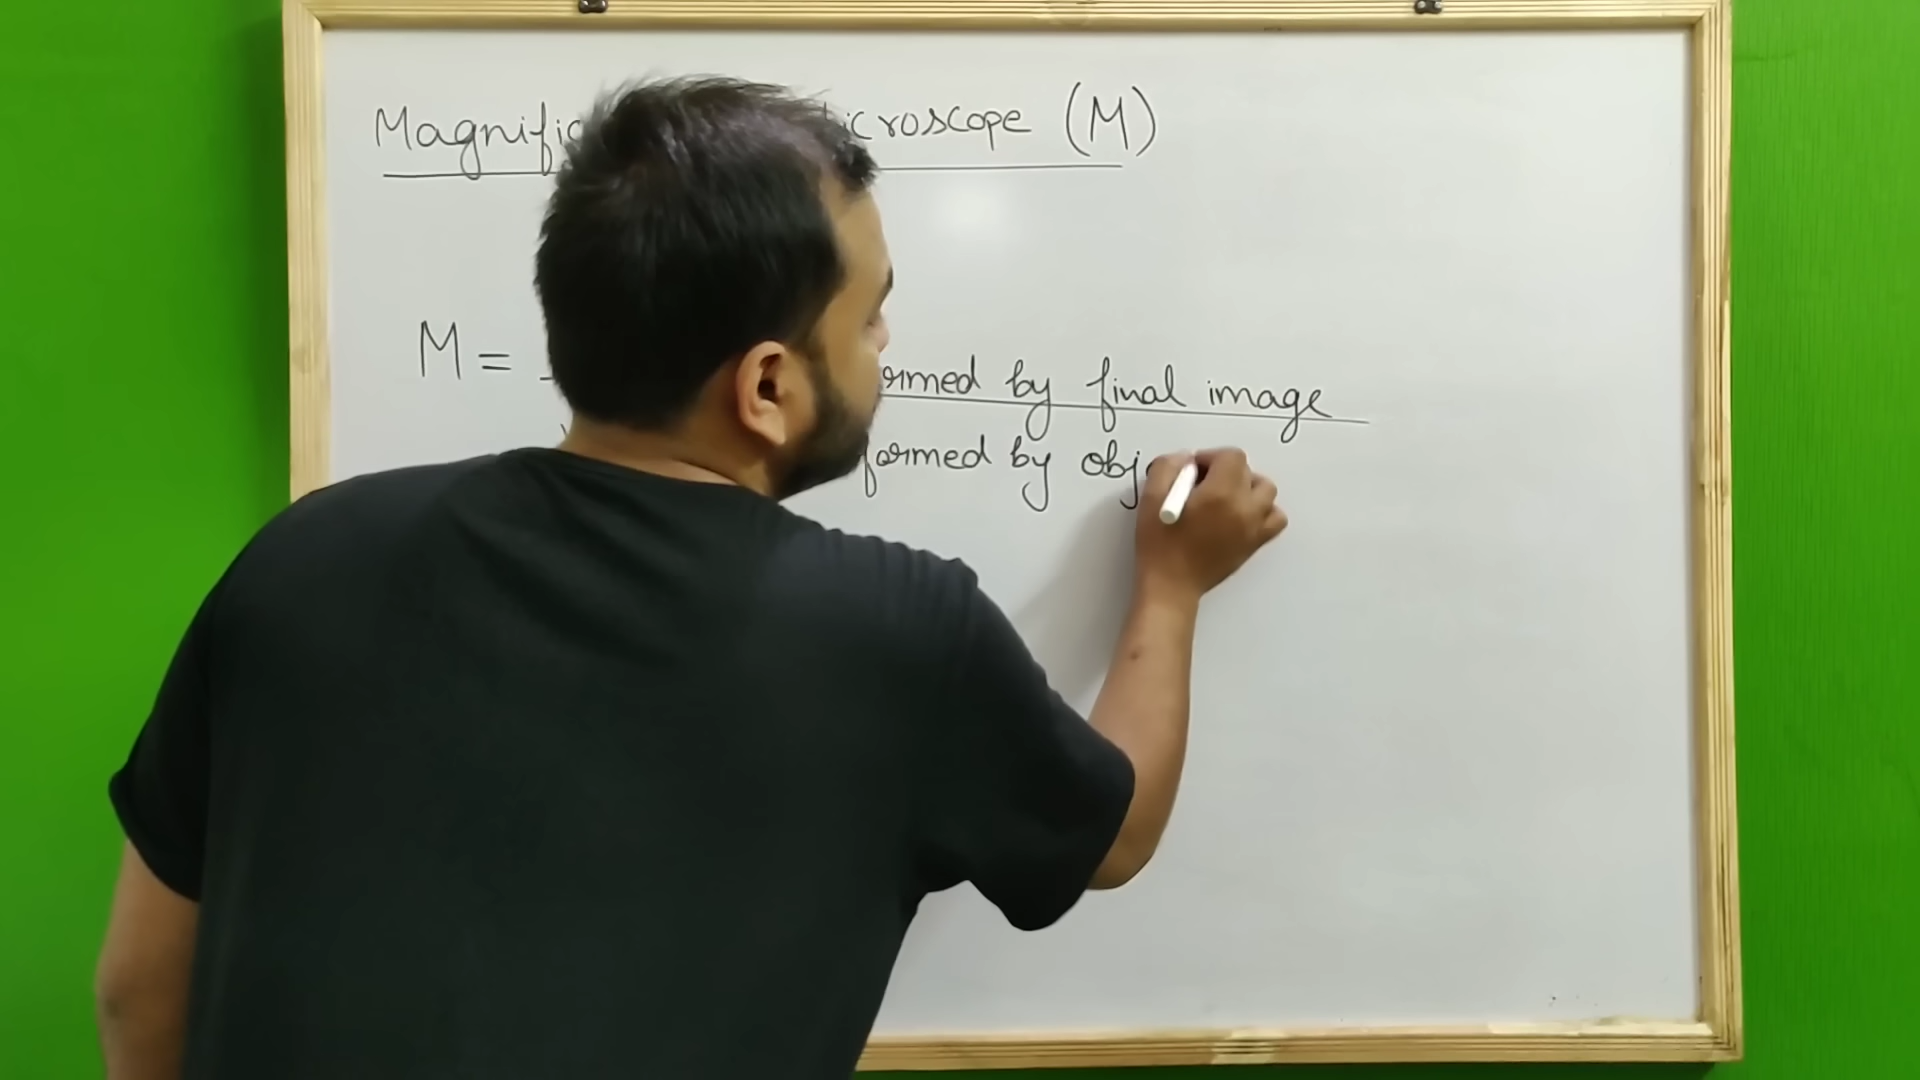 Magnific icroscope (M)
M = ormed by final image
formed by obj